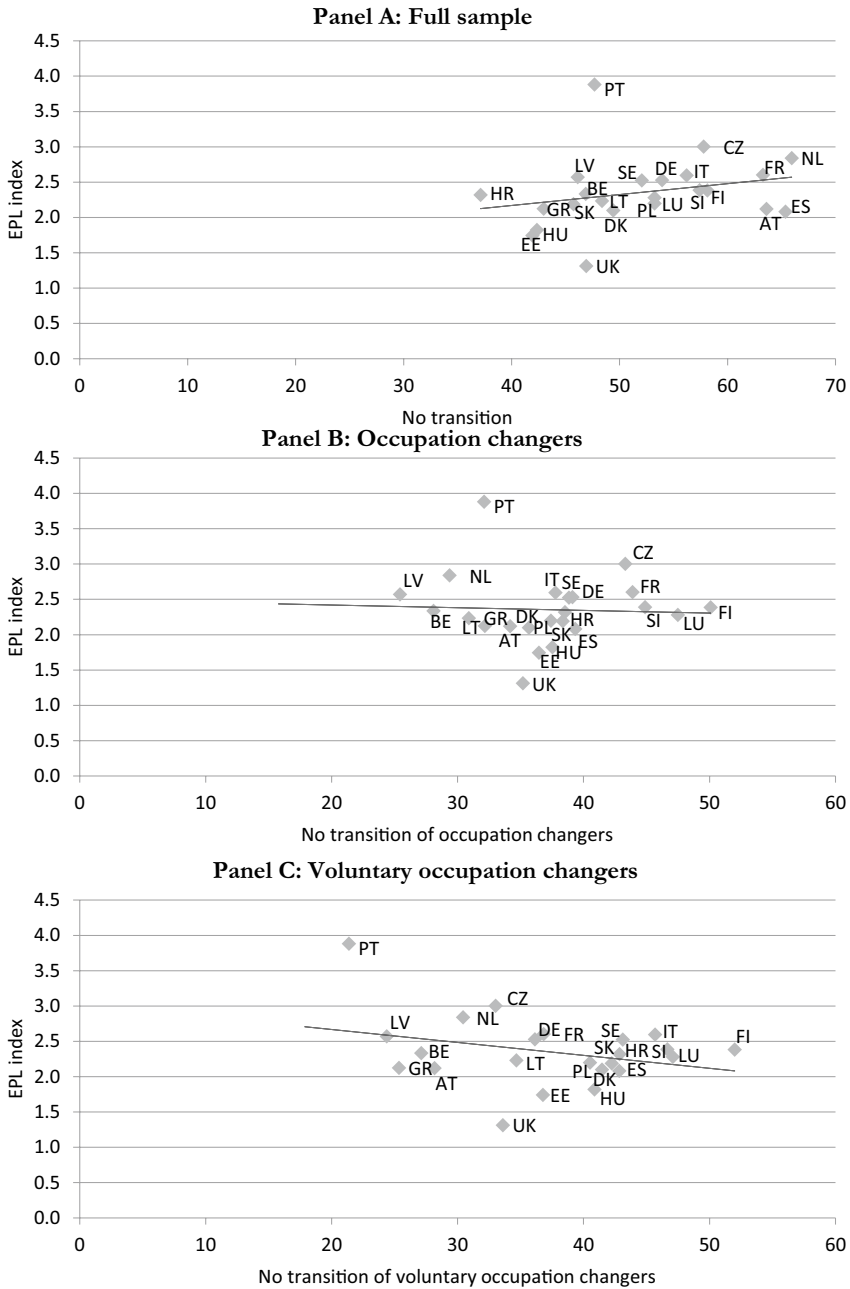 Panel A: Full sample
4.5
4.0
3.5
3.0
2.5
2.0
1.5
1.0
0.5
0.0
EPL index
PT
CZ
NL
FR
IT
DE
SE
LV
BE
HR
GR
SK
LT
DK
PL
LU
SI
FI
AT
ES
HU
EE
UK
0 10 20 30 40 50 60 70
No transition
Panel B: Occupation changers
4.5
4.0
3.5
3.0
2.5
2.0
1.5
1.0
0.5
0.0
EPL index
PT
CZ
NL
LV
IT
SE
DE
FR
BE
LT
GR
AT
DK
PL
HR
SK
ES
HU
EE
SI
LU
FI
UK
0 10 20 30 40 50 60
No transition of occupation changers
Panel C: Voluntary occupation changers
4.5
4.0
3.5
3.0
2.5
2.0
1.5
1.0
0.5
0.0
EPL index
PT
CZ
NL
LV
DE
FR
SE
IT
FI
BE
GR
AT
LT
SK
HR
SI
LU
PL
DK
ES
EE
HU
UK
0 10 20 30 40 50 60
No transition of voluntary occupation changers